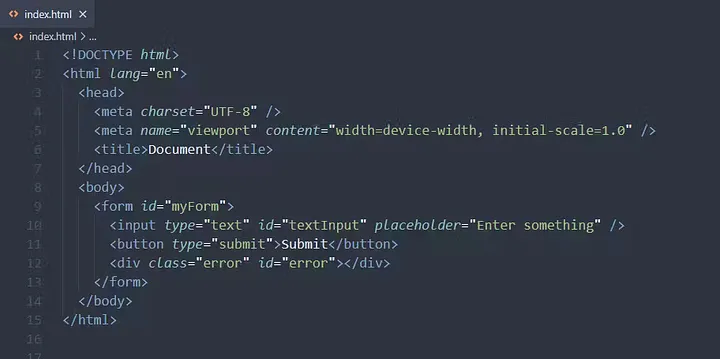 index.html ×
index.html > ...
1 <!DOCTYPE html>
2 <html lang="en">
3 <head>
4 <meta charset="UTF-8" />
5 <meta name="viewport" content="width=device-width, initial-scale=1.0" />
6 <title>Document</title>
7 </head>
8 <body>
9 <form id="myForm">
10 <input type="text" id="textInput" placeholder="Enter something" />
11 <button type="submit">Submit</button>
12 <div class="error" id="error"></div>
13 </form>
14 </body>
15 </html>
16
17